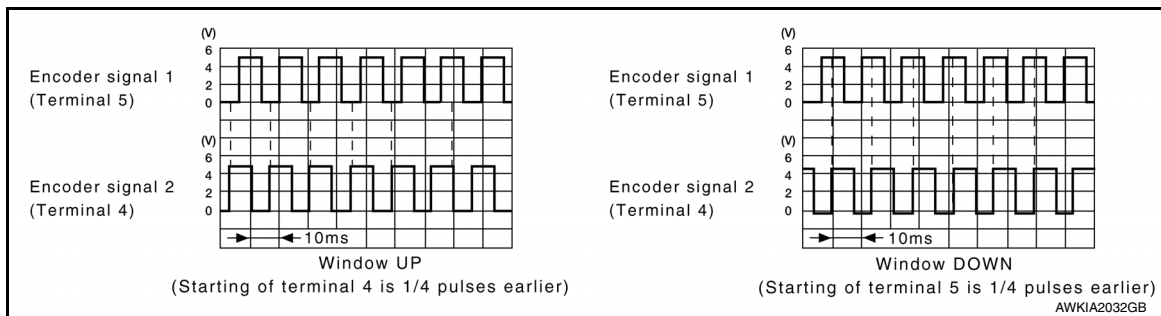 (V)
6
4
2
0
Encoder signal 1
(Terminal 5)
(V)
6
4
2
0
Encoder signal 2
(Terminal 4)
10ms
Window UP
(Starting of terminal 4 is 1/4 pulses earlier)
(V)
6
4
2
0
Encoder signal 1
(Terminal 5)
(V)
6
4
2
0
Encoder signal 2
(Terminal 4)
10ms
Window DOWN
(Starting of terminal 5 is 1/4 pulses earlier)
AWKIA2032GB